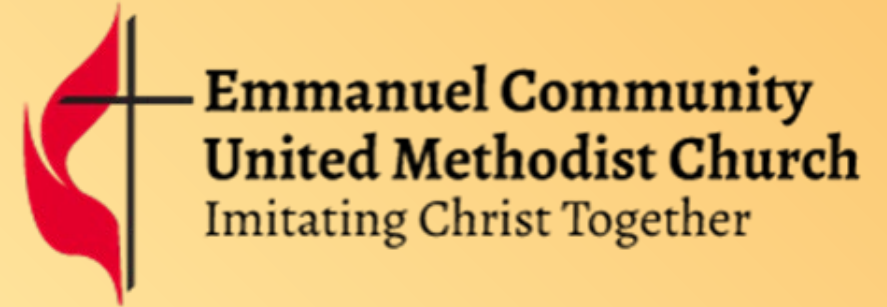 Emmanuel Community
United Methodist Church
Imitating Christ Together